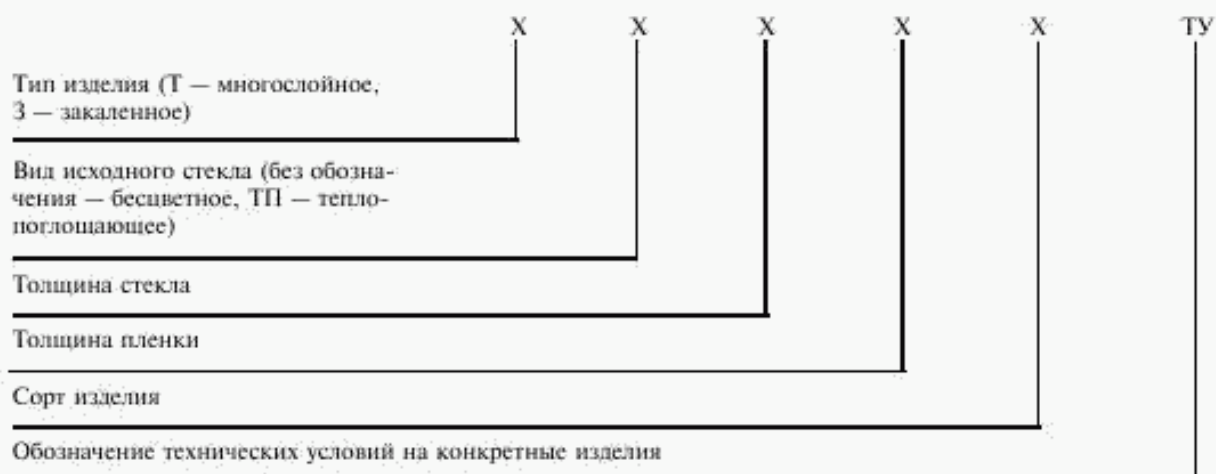 X X X X X ТУ
Тип изделия (Т — многослойное,
З — закаленное)
Вид исходного стекла (без обозна-
чения — бесцветное, ТП — тепло-
поглощающее)
Толщина стекла
Толщина пленки
Сорт изделия
Обозначение технических условий на конкретные изделия